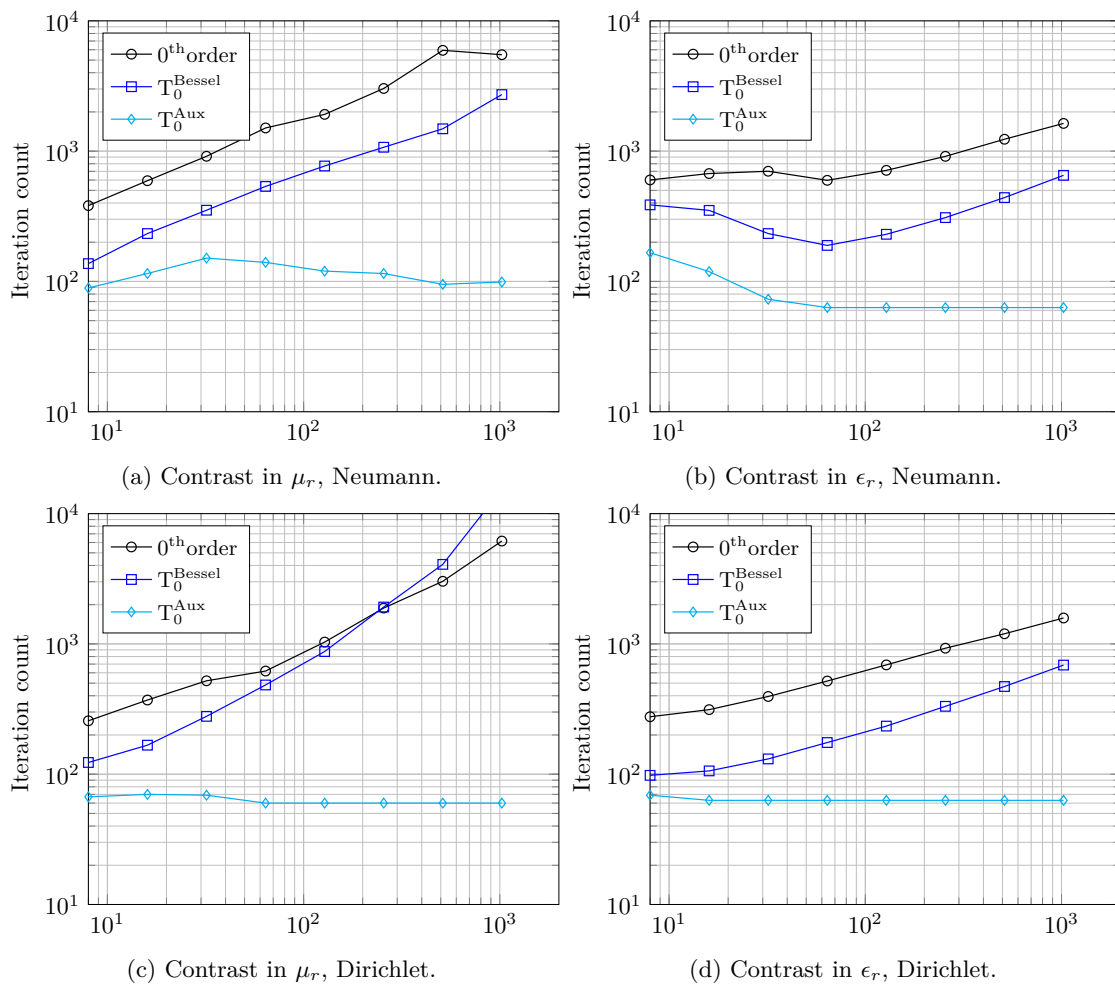 10^4
10^3
10^2
10^1
Iteration count
0^th order
T_0^Bessel
T_0^Aux
10^1 10^2 10^3
(a) Contrast in μ_r, Neumann.
10^4
10^3
10^2
10^1
Iteration count
0^th order
T_0^Bessel
T_0^Aux
10^1 10^2 10^3
(b) Contrast in ϵ_r, Neumann.
10^4
10^3
10^2
10^1
Iteration count
0^th order
T_0^Bessel
T_0^Aux
10^1 10^2 10^3
(c) Contrast in μ_r, Dirichlet.
10^4
10^3
10^2
10^1
Iteration count
0^th order
T_0^Bessel
T_0^Aux
10^1 10^2 10^3
(d) Contrast in ϵ_r, Dirichlet.